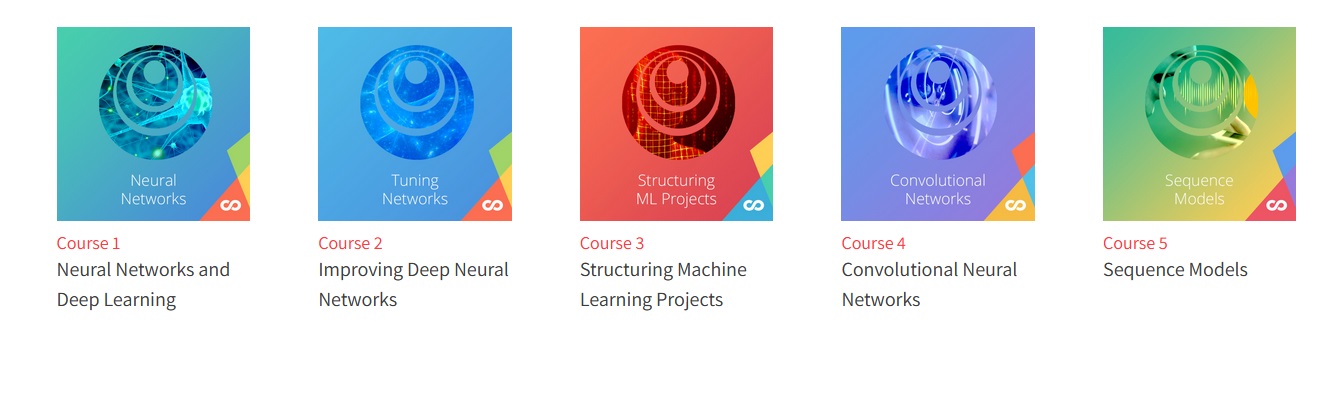 Neural
Networks
Course 1
Neural Networks and
Deep Learning
Tuning
Networks
Course 2
Improving Deep Neural
Networks
Structuring
ML Projects
Course 3
Structuring Machine
Learning Projects
Convolutional
Networks
Course 4
Convolutional Neural
Networks
Sequence
Models
Course 5
Sequence Models